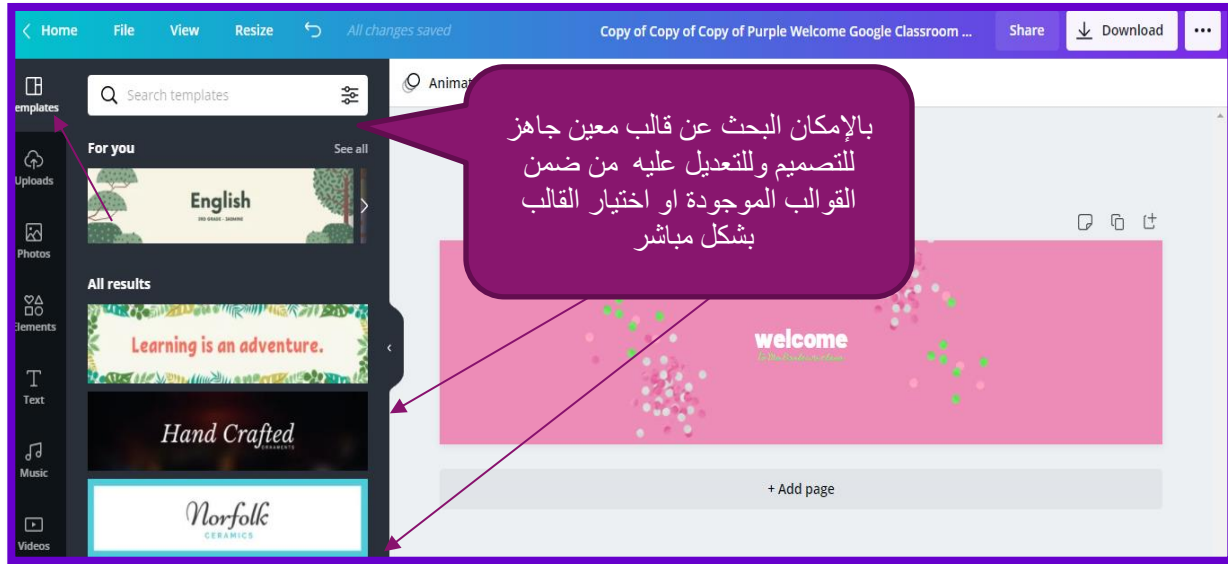 Home File View Resize All changes saved Copy of Copy of Copy of Purple Welcome Google Classroom ... Share Download
Templates
Uploads
Photos
Elements
Text
Music
Videos
Search templates
For you See all
English
All results
Learning is an adventure.
Hand Crafted
ORNAMENTS
Norfolk
CERAMICS
Animat
بالإمكان البحث عن قالب معين جاهز
للتصميم وللتعديل عليه من ضمن
القوالب الموجودة او اختيار القالب
بشكل مباشر
welcome
+ Add page